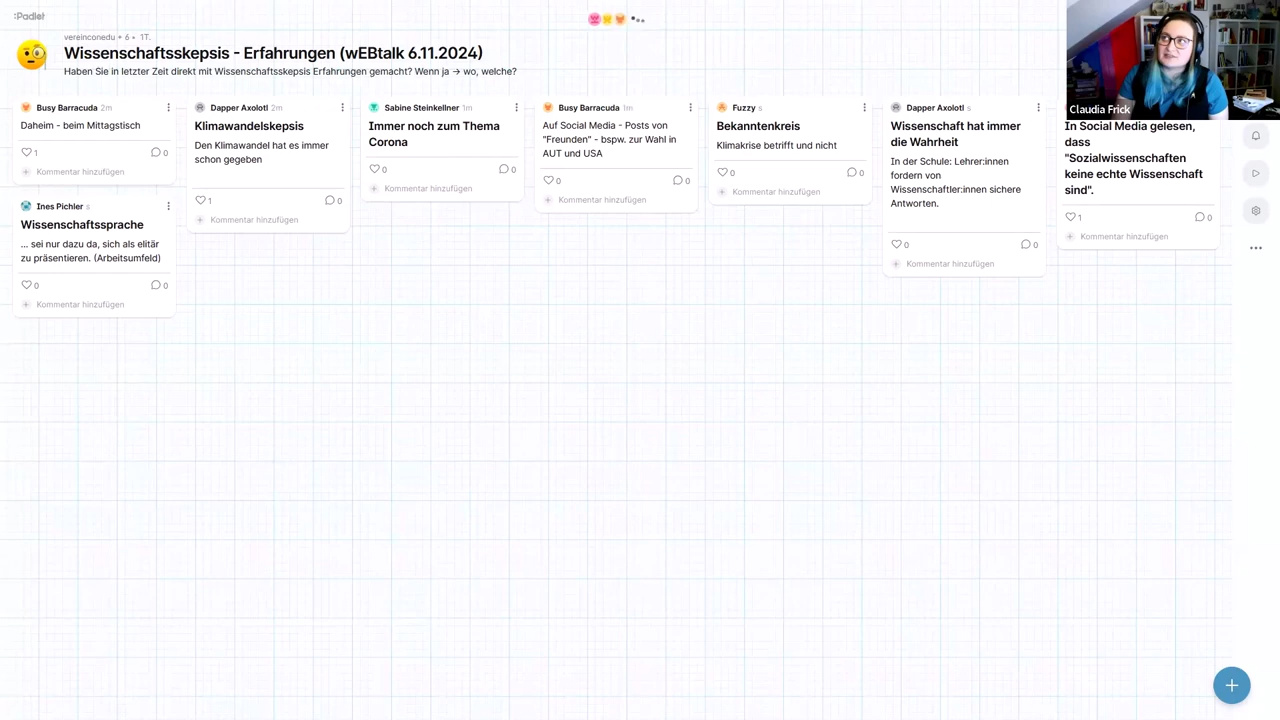 :Padlet
vereinconedu + 6 • 1T.
Wissenschaftsskepsis - Erfahrungen (wEBtalk 6.11.2024)
Haben Sie in letzter Zeit direkt mit Wissenschaftsskepsis Erfahrungen gemacht? Wenn ja → wo, welche?
Busy Barracuda 2m
Daheim - beim Mittagstisch
1 0
Kommentar hinzufügen
Ines Pichler s
Wissenschaftssprache
... sei nur dazu da, sich als elitär
zu präsentieren. (Arbeitsumfeld)
0 0
Kommentar hinzufügen
Dapper Axolotl 2m
Klimawandelskepsis
Den Klimawandel hat es immer
schon gegeben
1 0
Kommentar hinzufügen
Sabine Steinkellner 1m
Immer noch zum Thema
Corona
0 0
Kommentar hinzufügen
Busy Barracuda 1m
Auf Social Media - Posts von
"Freunden" - bspw. zur Wahl in
AUT und USA
0 0
Kommentar hinzufügen
Fuzzy s
Bekanntenkreis
Klimakrise betrifft und nicht
0 0
Kommentar hinzufügen
Dapper Axolotl s
Wissenschaft hat immer
die Wahrheit
In der Schule: Lehrer:innen
fordern von
Wissenschaftler:innen sichere
Antworten.
0 0
Kommentar hinzufügen
Claudia Frick
In Social Media gelesen,
dass
"Sozialwissenschaften
keine echte Wissenschaft
sind".
1 0
Kommentar hinzufügen